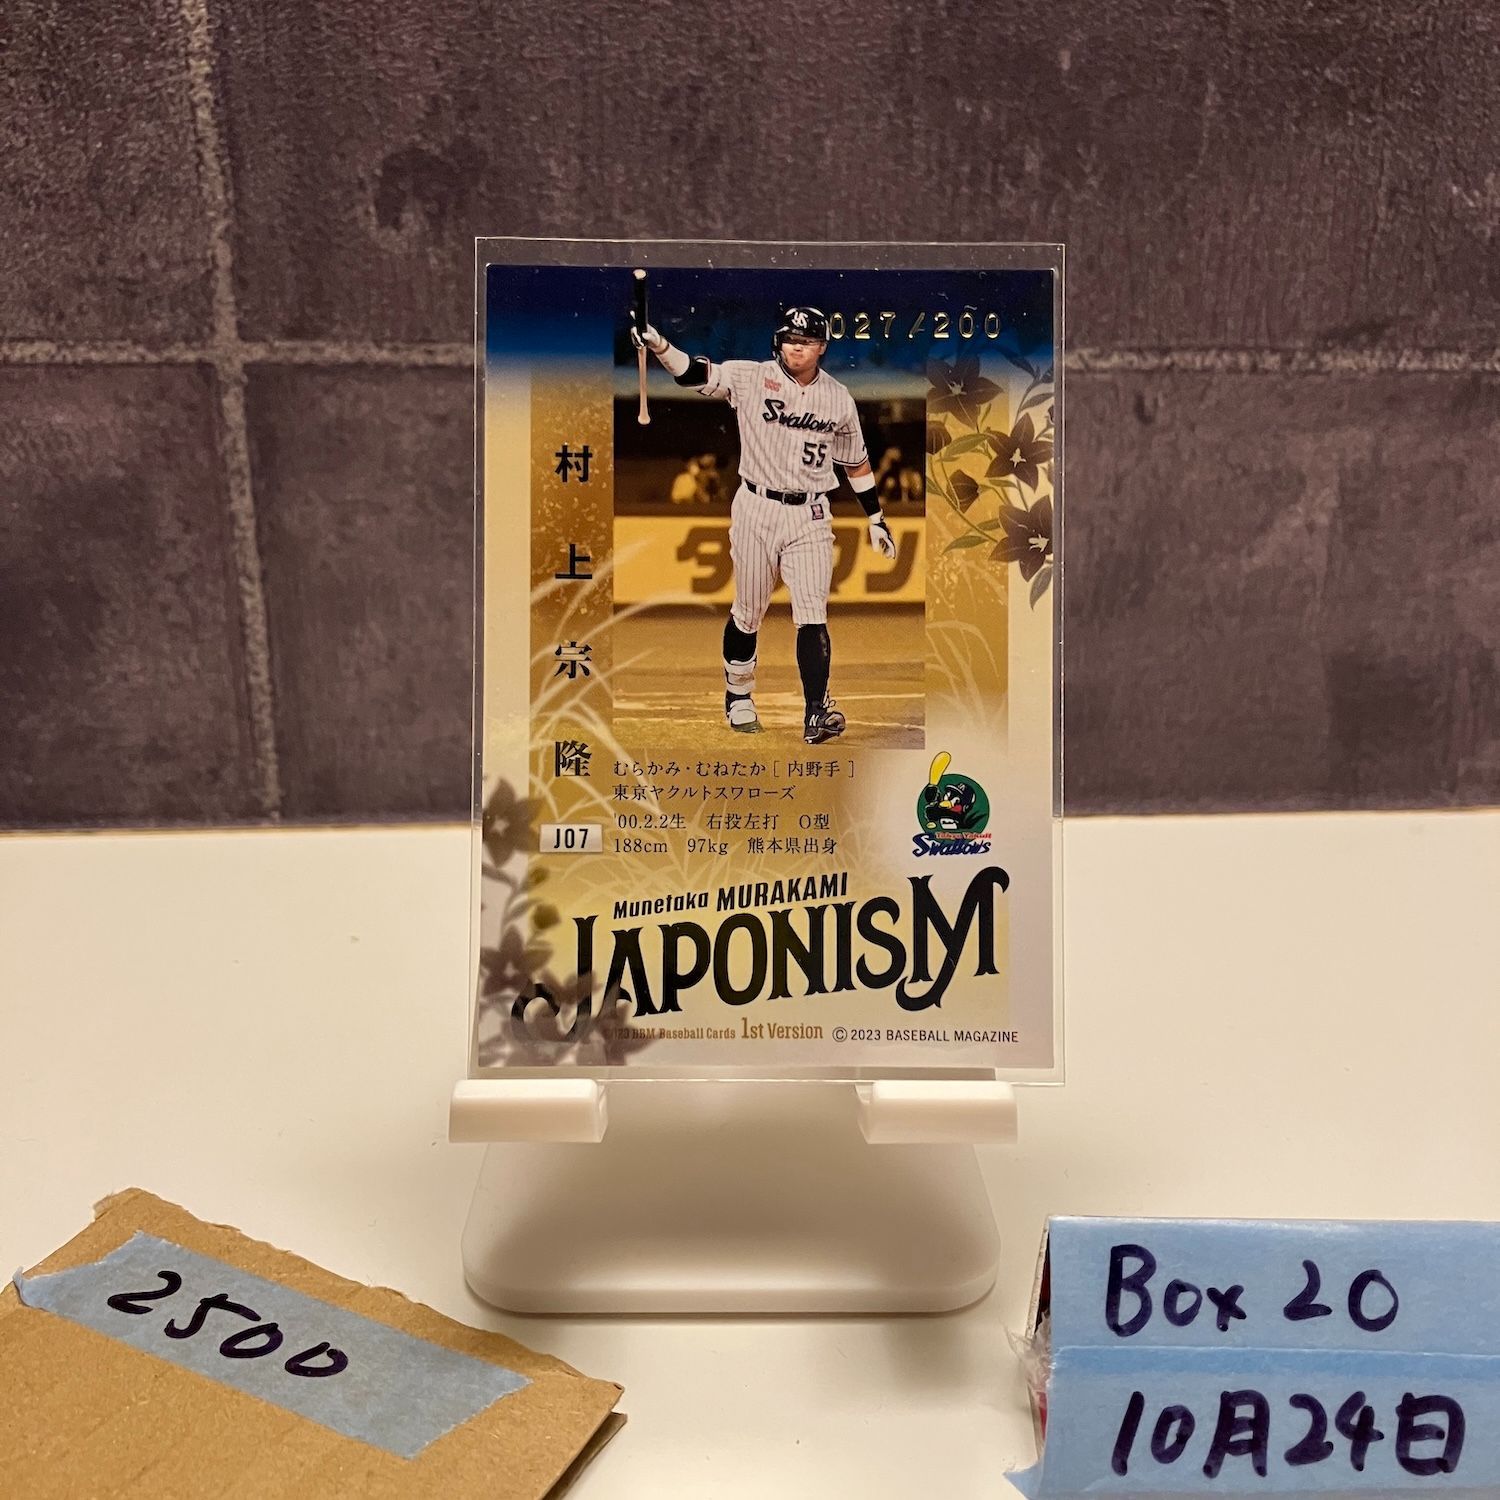 027/200
Swallows
55
村上宗隆
むらかみ・むねたか [ 内野手 ]
東京ヤクルトスワローズ
'00.2.2生 右投左打 O型
188cm 97kg 熊本県出身
J07
Tokyo Yakult
Swallows
Munetaka MURAKAMI
JAPONISM
2023 BBM Baseball Cards 1st Version
©2023 BASEBALL MAGAZINE
2500
Box 20
10月24日